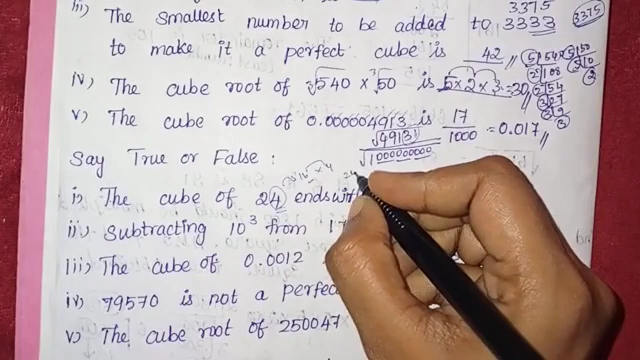 3375
iii) The smallest number to be added to 3333 3375
to make it a perfect cube is 42
iv) The cube root of ∛540 × ∛50 is 5×2×3=30
v) The cube root of 0.000004913 is 17/1000 = 0.017
√4913 / √1000000000
Say True or False :
i) The cube of 24 ends with
ii) Subtracting 10³ from 17
iii) The cube of 0.0012
iv) 79570 is not a perfec
v) The cube root of 250047